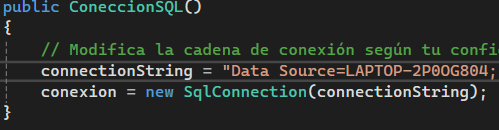 public ConeccionSQL()
{
// Modifica la cadena de conexión según tu confi
connectionString = "Data Source=LAPTOP-2P0OG804;
conexion = new SqlConnection(connectionString);
}